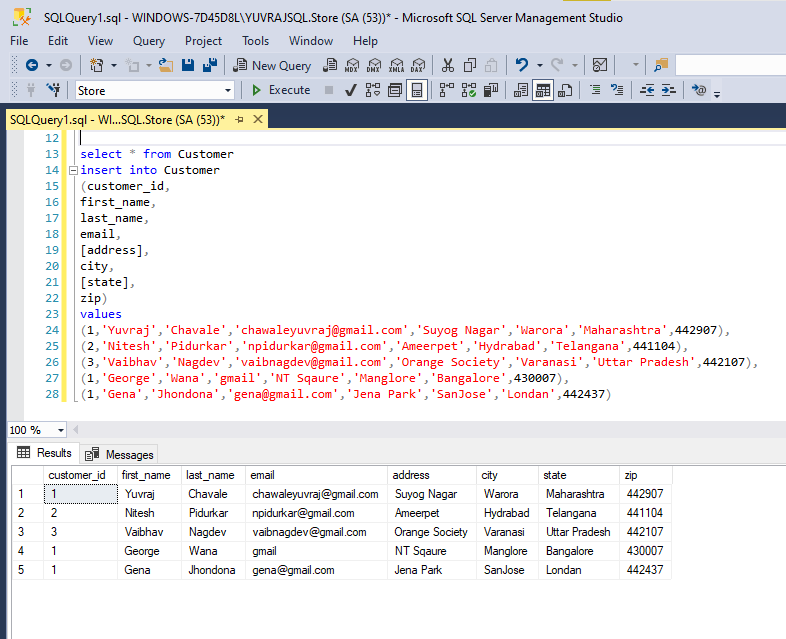 SQLQuery1.sql - WINDOWS-7D45D8L\YUVRAJSQL.Store (SA (53))* - Microsoft SQL Server Management Studio
File Edit View Query Project Tools Window Help
New Query MDX DMX XMLA DAX
Store Execute
SQLQuery1.sql - WI...SQL.Store (SA (53))*
12
13 select * from Customer
14 insert into Customer
15 (customer_id,
16 first_name,
17 last_name,
18 email,
19 [address],
20 city,
21 [state],
22 zip)
23 values
24 (1,'Yuvraj','Chavale','chawaleyuvraj@gmail.com','Suyog Nagar','Warora','Maharashtra',442907),
25 (2,'Nitesh','Pidurkar','npidurkar@gmail.com','Ameerpet','Hydrabad','Telangana',441104),
26 (3,'Vaibhav','Nagdev','vaibnagdev@gmail.com','Orange Society','Varanasi','Uttar Pradesh',442107),
27 (1,'George','Wana','gmail','NT Sqaure','Manglore','Bangalore',430007),
28 (1,'Gena','Jhondona','gena@gmail.com','Jena Park','SanJose','Londan',442437)
100 %
Results Messages
customer_id first_name last_name email address city state zip
1 1 Yuvraj Chavale chawaleyuvraj@gmail.com Suyog Nagar Warora Maharashtra 442907
2 2 Nitesh Pidurkar npidurkar@gmail.com Ameerpet Hydrabad Telangana 441104
3 3 Vaibhav Nagdev vaibnagdev@gmail.com Orange Society Varanasi Uttar Pradesh 442107
4 1 George Wana gmail NT Sqaure Manglore Bangalore 430007
5 1 Gena Jhondona gena@gmail.com Jena Park SanJose Londan 442437